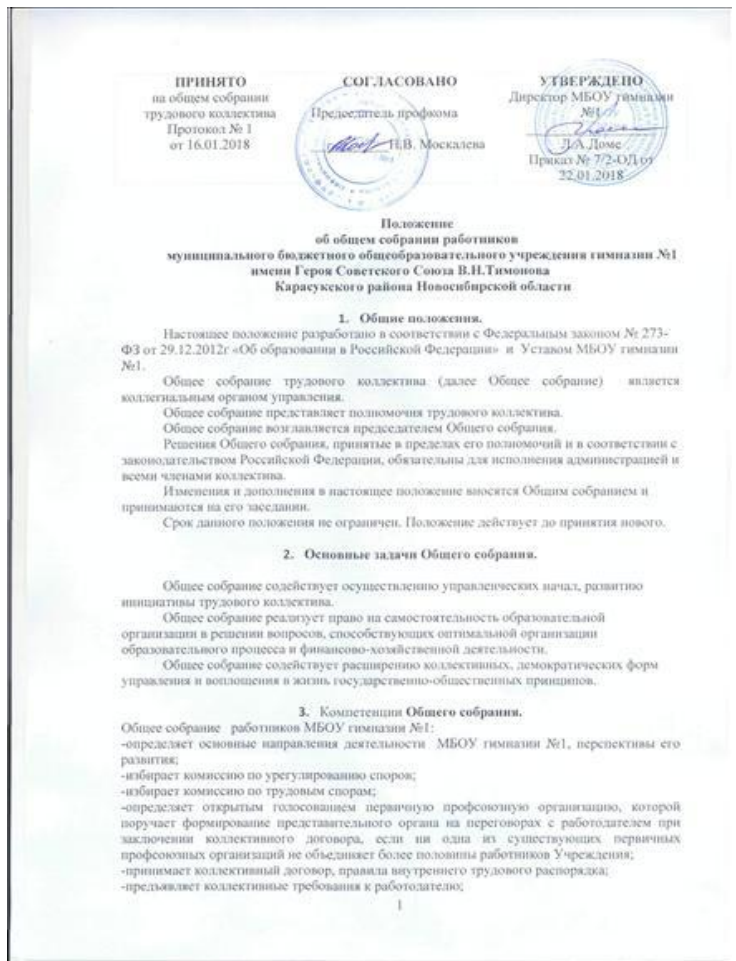 ПРИНЯТО
на общем собрании
трудового коллектива
Протокол № 1
от 16.01.2018
СОГЛАСОВАНО
Председатель профкома
Н.В. Москалева
УТВЕРЖДЕНО
Директор МБОУ гимназии
№1
Л.А.Доме
Приказ № 7/2-ОД от
22.01.2018
Положение
об общем собрании работников
муниципального бюджетного общеобразовательного учреждения гимназии №1
имени Героя Советского Союза В.Н.Тимонова
Карасукского района Новосибирской области
1. Общие положения.
Настоящее положение разработано в соответствии с Федеральным законом № 273-
ФЗ от 29.12.2012г «Об образовании в Российской Федерации» и Уставом МБОУ гимназии
№1.
Общее собрание трудового коллектива (далее Общее собрание) является
коллегиальным органом управления.
Общее собрание представляет полномочия трудового коллектива.
Общее собрание возглавляется председателем Общего собрания.
Решения Общего собрания, принятые в пределах его полномочий и в соответствии с
законодательством Российской Федерации, обязательны для исполнения администрацией и
всеми членами коллектива.
Изменения и дополнения в настоящее положение вносятся Общим собранием и
принимаются на его заседании.
Срок данного положения не ограничен. Положение действует до принятия нового.
2. Основные задачи Общего собрания.
Общее собрание содействует осуществлению управленческих начал, развитию
инициативы трудового коллектива.
Общее собрание реализует право на самостоятельность образовательной
организации в решении вопросов, способствующих оптимальной организации
образовательного процесса и финансово-хозяйственной деятельности.
Общее собрание содействует расширению коллективных, демократических форм
управления и воплощения в жизнь государственно-общественных принципов.
3. Компетенции Общего собрания.
Общее собрание работников МБОУ гимназии №1:
-определяет основные направления деятельности МБОУ гимназии №1, перспективы его
развития;
-избирает комиссию по урегулированию споров;
-избирает комиссию по трудовым спорам;
-определяет открытым голосованием первичную профсоюзную организацию, которой
поручает формирование представительного органа на переговорах с работодателем при
заключении коллективного договора, если ни одна из существующих первичных
профсоюзных организаций не объединяет более половины работников Учреждения;
-принимает коллективный договор, правила внутреннего трудового распорядка;
-предъявляет коллективные требования к работодателю;
1